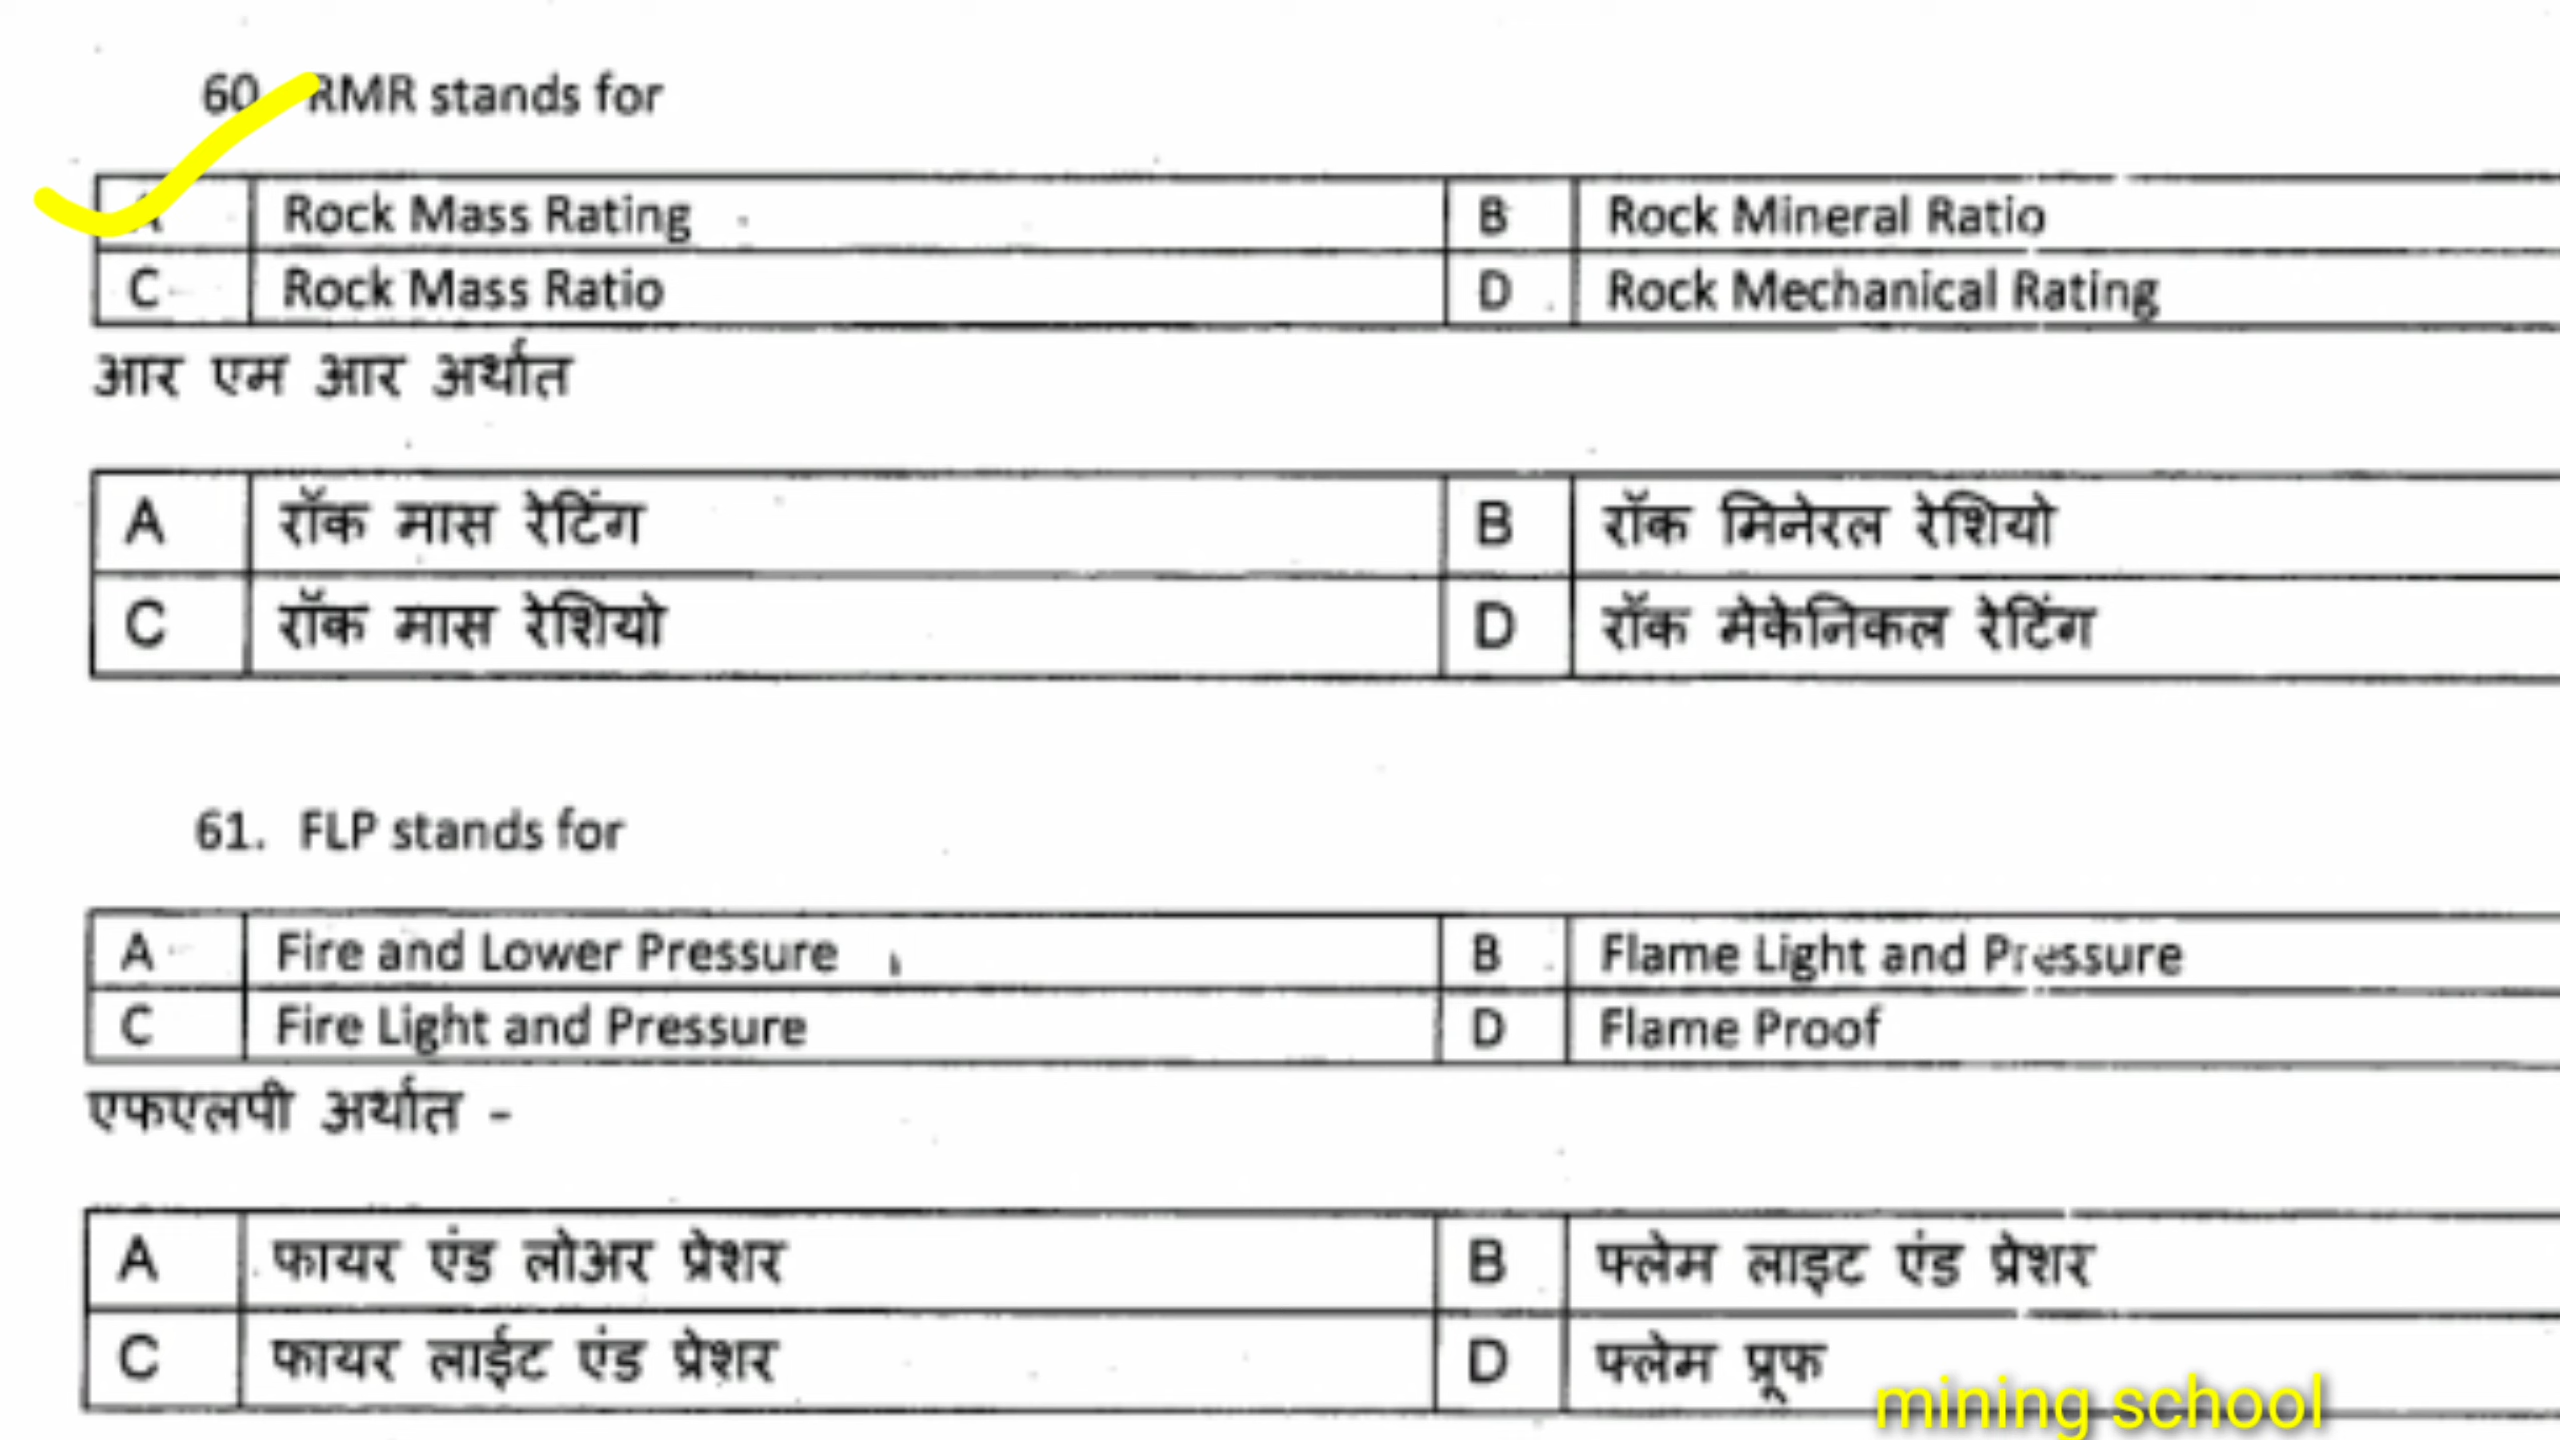 60. RMR stands for
A Rock Mass Rating B Rock Mineral Ratio
C Rock Mass Ratio D Rock Mechanical Rating
आर एम आर अर्थात
A रॉक मास रेटिंग B रॉक मिनेरल रेशियो
C रॉक मास रेशियो D रॉक मेकेनिकल रेटिंग
61. FLP stands for
A Fire and Lower Pressure B Flame Light and Pressure
C Fire Light and Pressure D Flame Proof
एफएलपी अर्थात -
A फायर एंड लोअर प्रेशर B फ्लेम लाइट एंड प्रेशर
C फायर लाईट एंड प्रेशर D फ्लेम प्रूफ
mining school